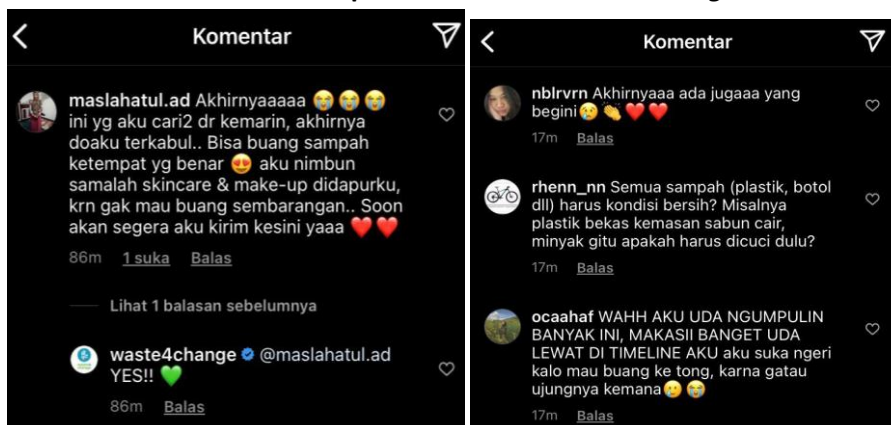 Komentar
maslahatul.ad Akhirnyaaaaa 😭😭😭
ini yg aku cari2 dr kemarin, akhirnya
doaku terkabul.. Bisa buang sampah
ketempat yg benar 😍 aku nimbun
samalah skincare & make-up didapurku,
krn gak mau buang sembarangan.. Soon
akan segera aku kirim kesini yaaa ❤️❤️
86m 1 suka Balas
Lihat 1 balasan sebelumnya
waste4change @maslahatul.ad
YES!! 💚
86m Balas
Komentar
nblrvrn Akhirnyaaa ada jugaaa yang
begini😢👏❤️❤️
17m Balas
rhenn_nn Semua sampah (plastik, botol
dll) harus kondisi bersih? Misalnya
plastik bekas kemasan sabun cair,
minyak gitu apakah harus dicuci dulu?
17m Balas
ocaahaf WAHH AKU UDA NGUMPULIN
BANYAK INI, MAKASII BANGET UDA
LEWAT DI TIMELINE AKU aku suka ngeri
kalo mau buang ke tong, karna gatau
ujungnya kemana🥲😭
17m Balas